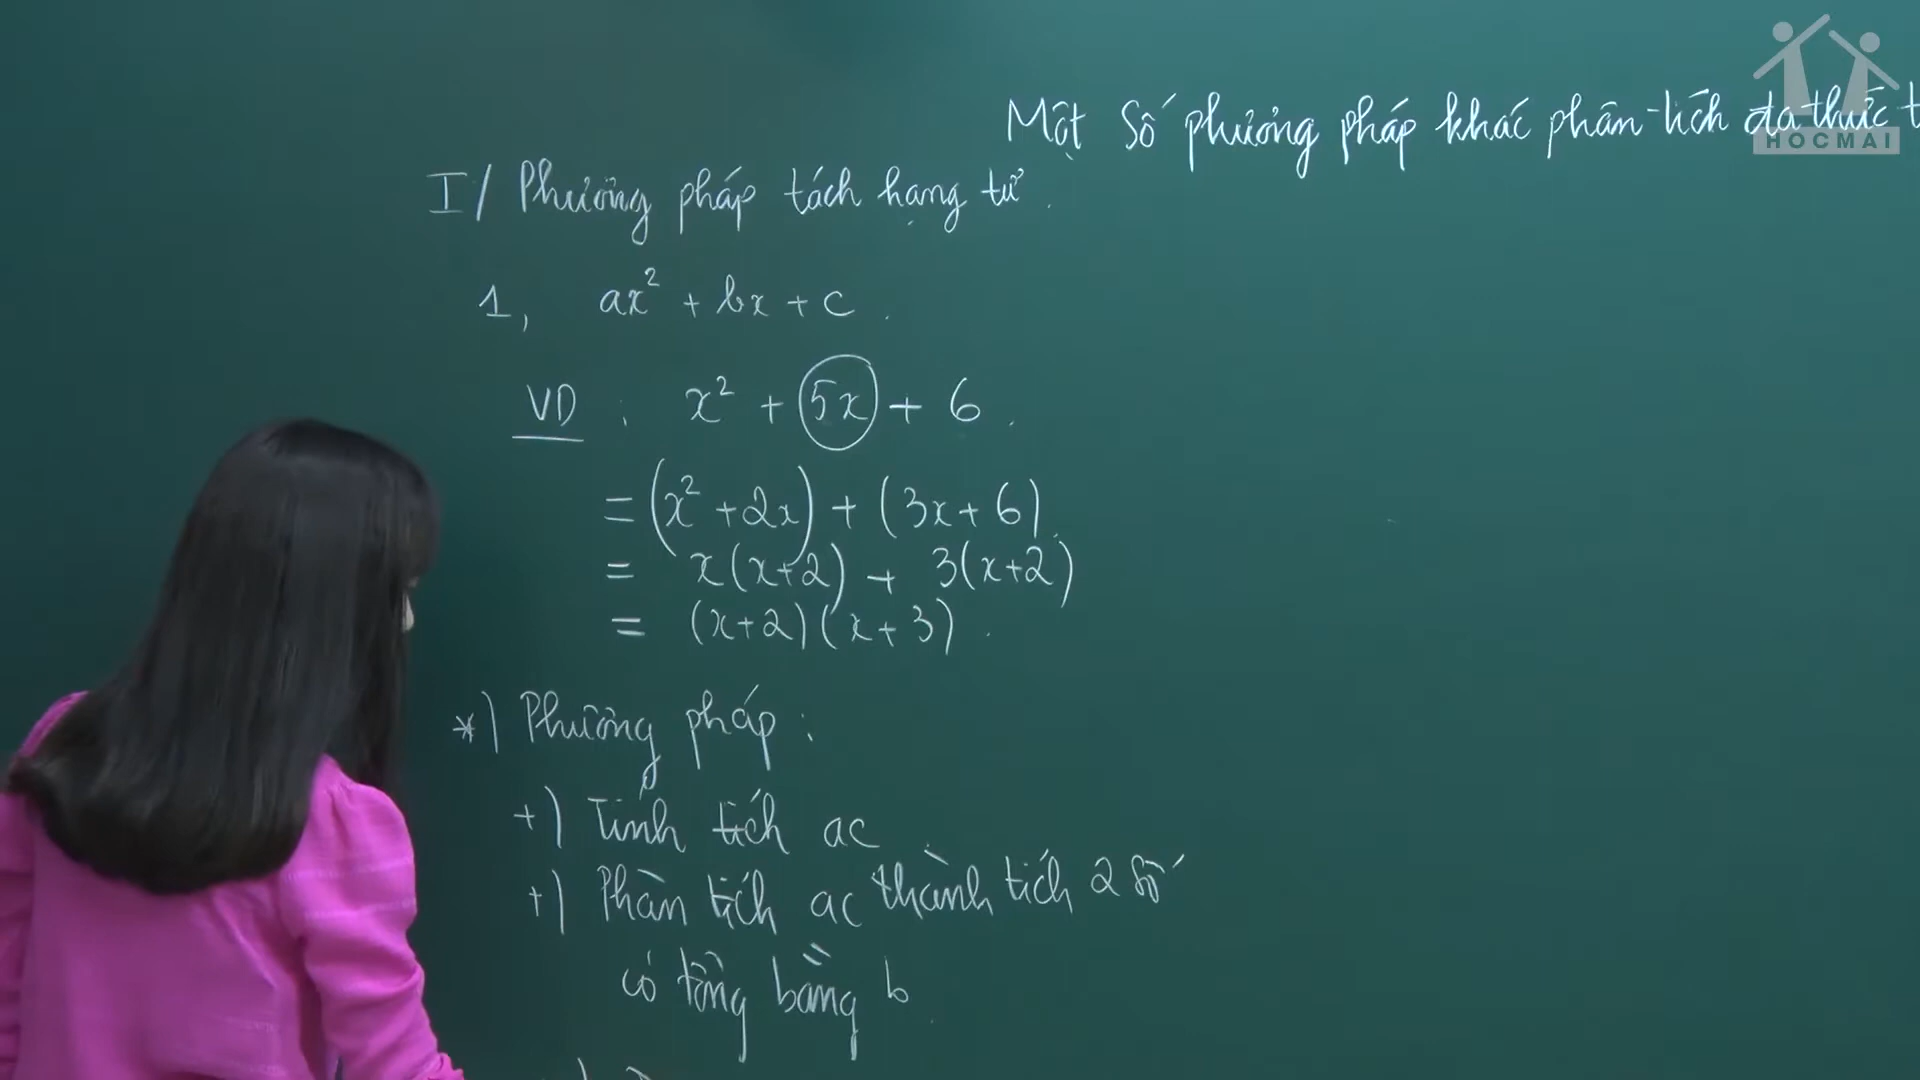 Một số phương pháp khác phân tích đa thức t
HOCMAI
I/ Phương pháp tách hạng tử.
1, ax² + bx + c.
VD : x² + 5x + 6.
= (x² + 2x) + (3x + 6).
= x(x+2) + 3(x+2)
= (x+2)(x+3).
*) Phương pháp :
+) Tính tích ac
+) Phân tích ac thành tích 2 số
có tổng bằng b.